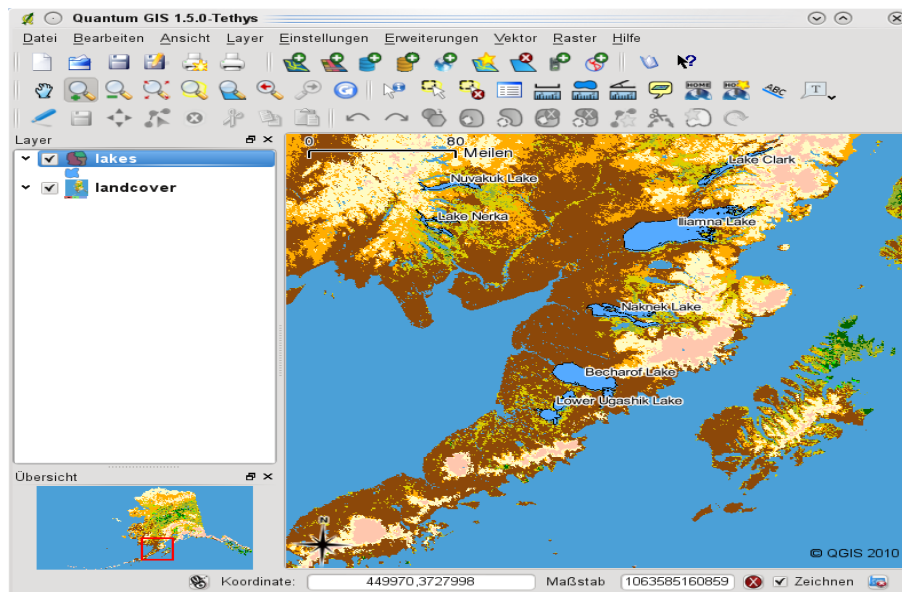 Quantum GIS 1.5.0-Tethys
Datei Bearbeiten Ansicht Layer Einstellungen Erweiterungen Vektor Raster Hilfe
HOME
ABC
T
Layer
lakes
landcover
0 80 Meilen
Lake Clark
Nuvakuk Lake
Lake Nerka
Iliamna Lake
Naknek Lake
Becharof Lake
Lower Ugashik Lake
Übersicht
N
© QGIS 2010
Koordinate: 449970,3727998 Maßstab 1063585160859 Zeichnen